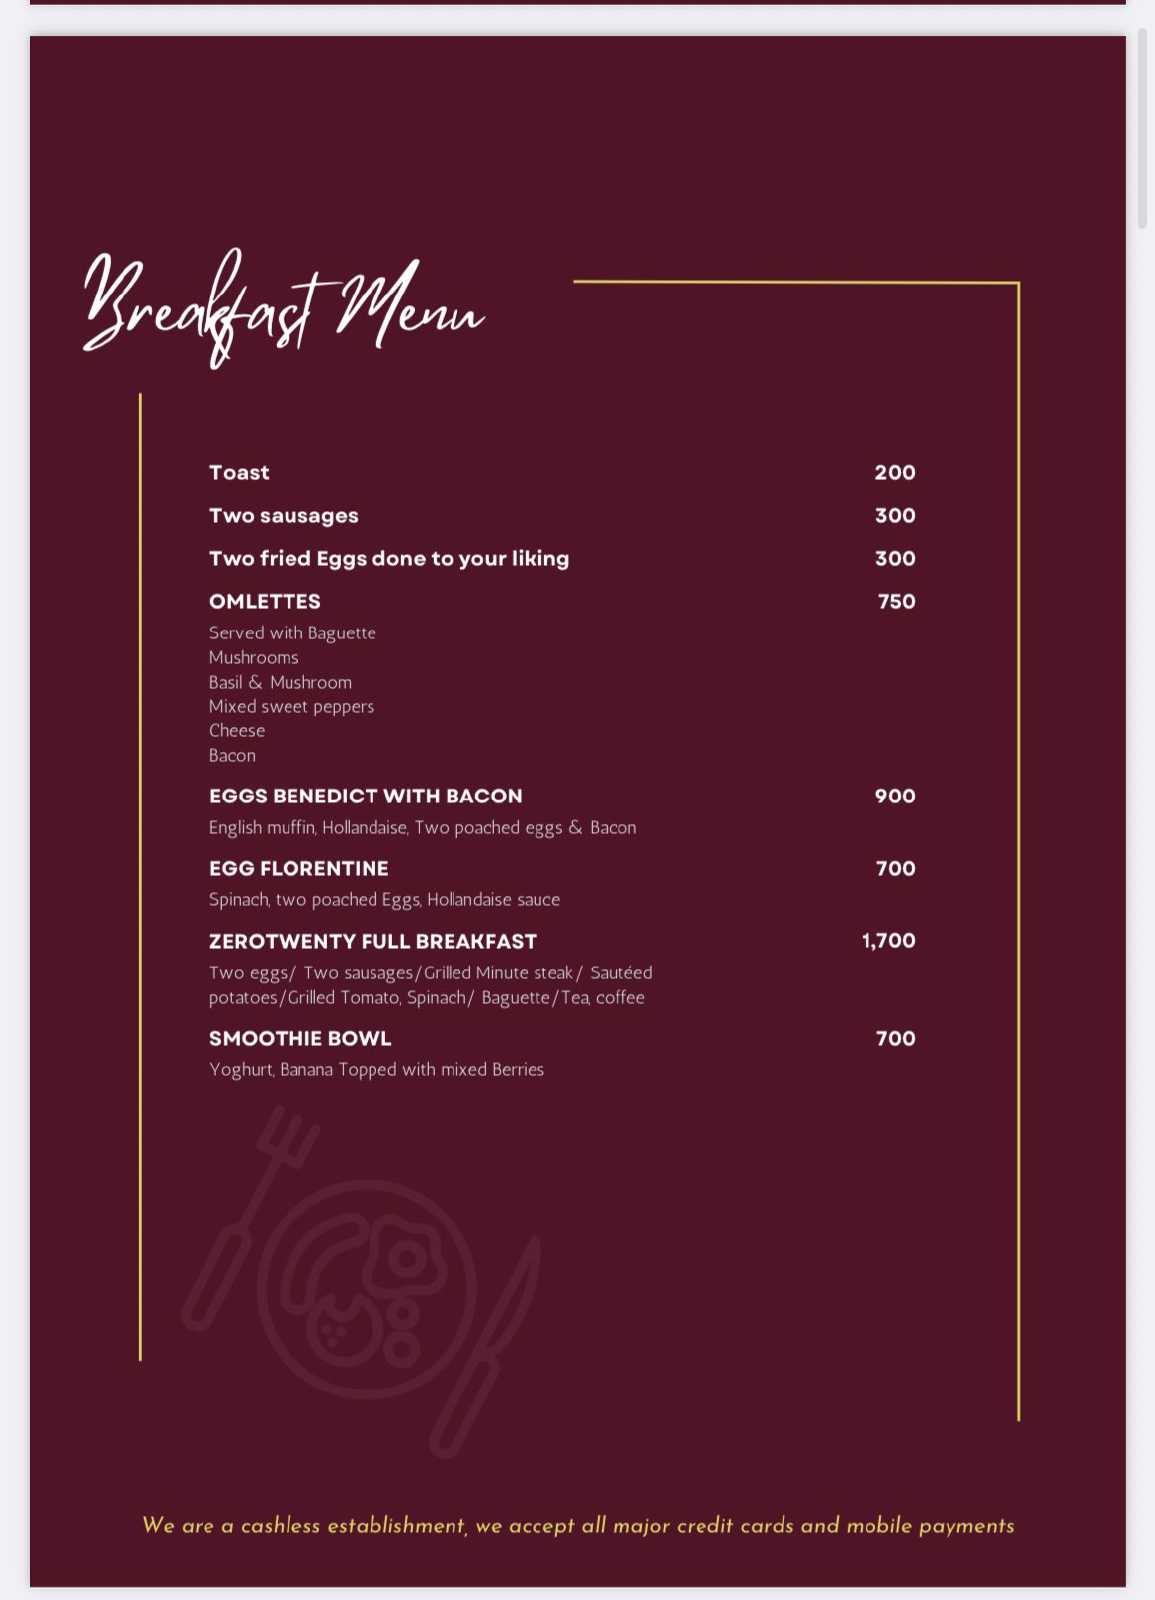 Breakfast Menu
Toast 200
Two sausages 300
Two fried Eggs done to your liking 300
OMLETTES 750
Served with Baguette
Mushrooms
Basil & Mushroom
Mixed sweet peppers
Cheese
Bacon
EGGS BENEDICT WITH BACON 900
English muffin, Hollandaise, Two poached eggs & Bacon
EGG FLORENTINE 700
Spinach, two poached Eggs, Hollandaise sauce
ZEROTWENTY FULL BREAKFAST 1,700
Two eggs/ Two sausages/Grilled Minute steak/ Sautéed
potatoes/Grilled Tomato, Spinach/ Baguette/Tea, coffee
SMOOTHIE BOWL 700
Yoghurt, Banana Topped with mixed Berries
We are a cashless establishment, we accept all major credit cards and mobile payments